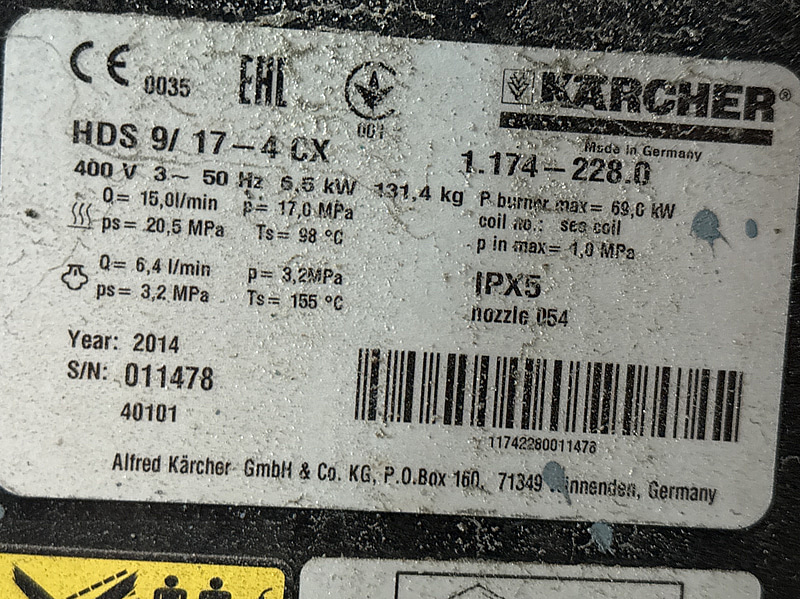 CE 0035
EAC
001
KÄRCHER®
Made in Germany
HDS 9/ 17-4 CX
1.174-228.0
400 V 3~ 50 Hz 6,5 kW 131,4 kg
Q= 15,0l/min p= 17,0 MPa
ps= 20,5 MPa Ts= 98 °C
P burner max= 69,0 kW
coil no.: see coil
p in max= 1,0 MPa
Q= 6,4 l/min p= 3,2MPa
ps= 3,2 MPa Ts= 155 °C
IPX5
nozzle 054
Year: 2014
S/N: 011478
40101
11742280011478
Alfred Kärcher GmbH & Co. KG, P.O.Box 160, 71349 Winnenden, Germany